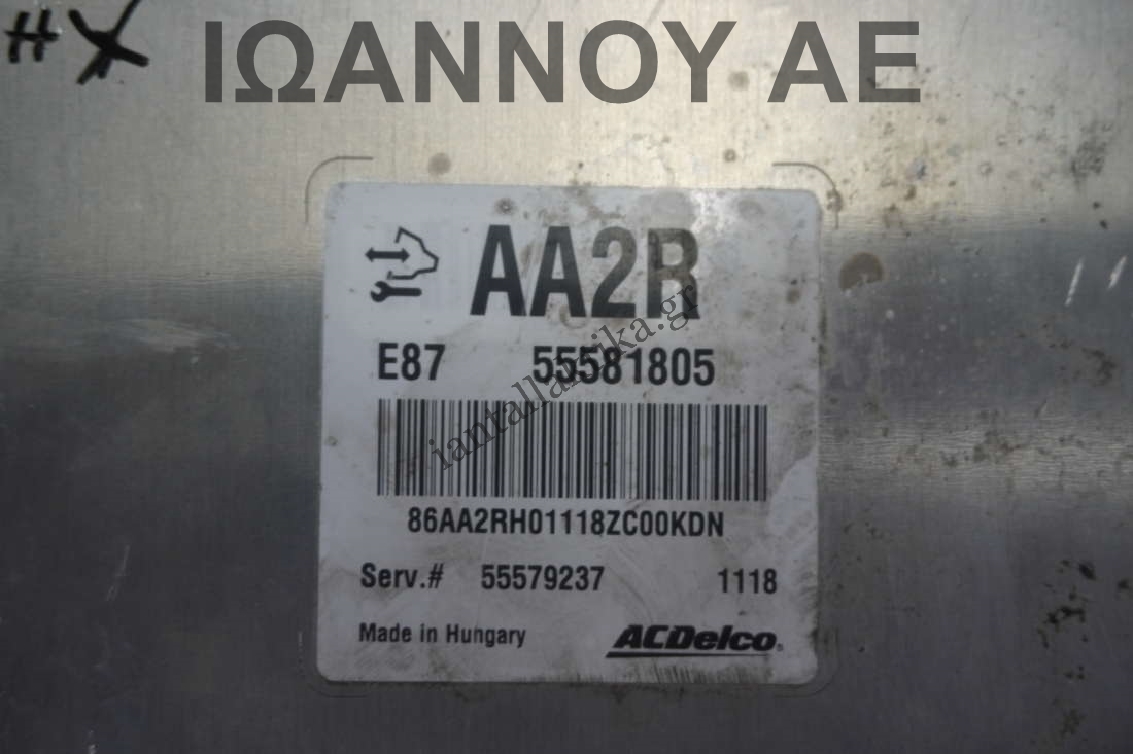 #X
ΙΩΑΝΝΟΥ ΑΕ
AA2R
E87 55581805
iantallaktika.gr
86AA2RH01118ZC00KDN
Serv.# 55579237 1118
Made in Hungary ACDelco